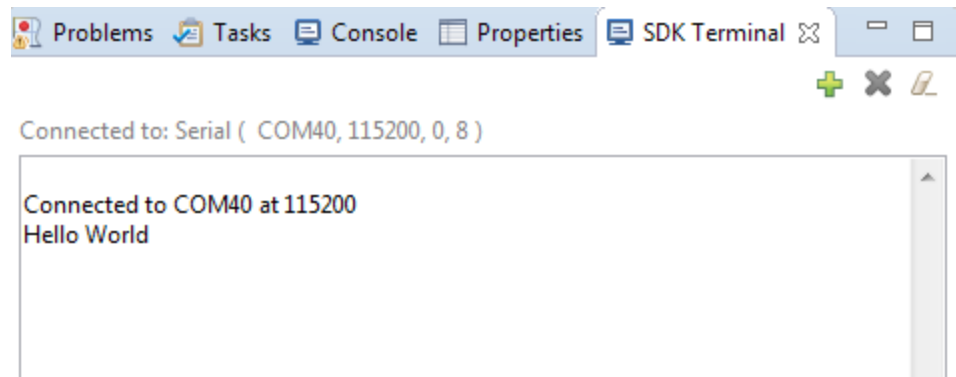 Problems Tasks Console Properties SDK Terminal
Connected to: Serial ( COM40, 115200, 0, 8 )
Connected to COM40 at 115200
Hello World